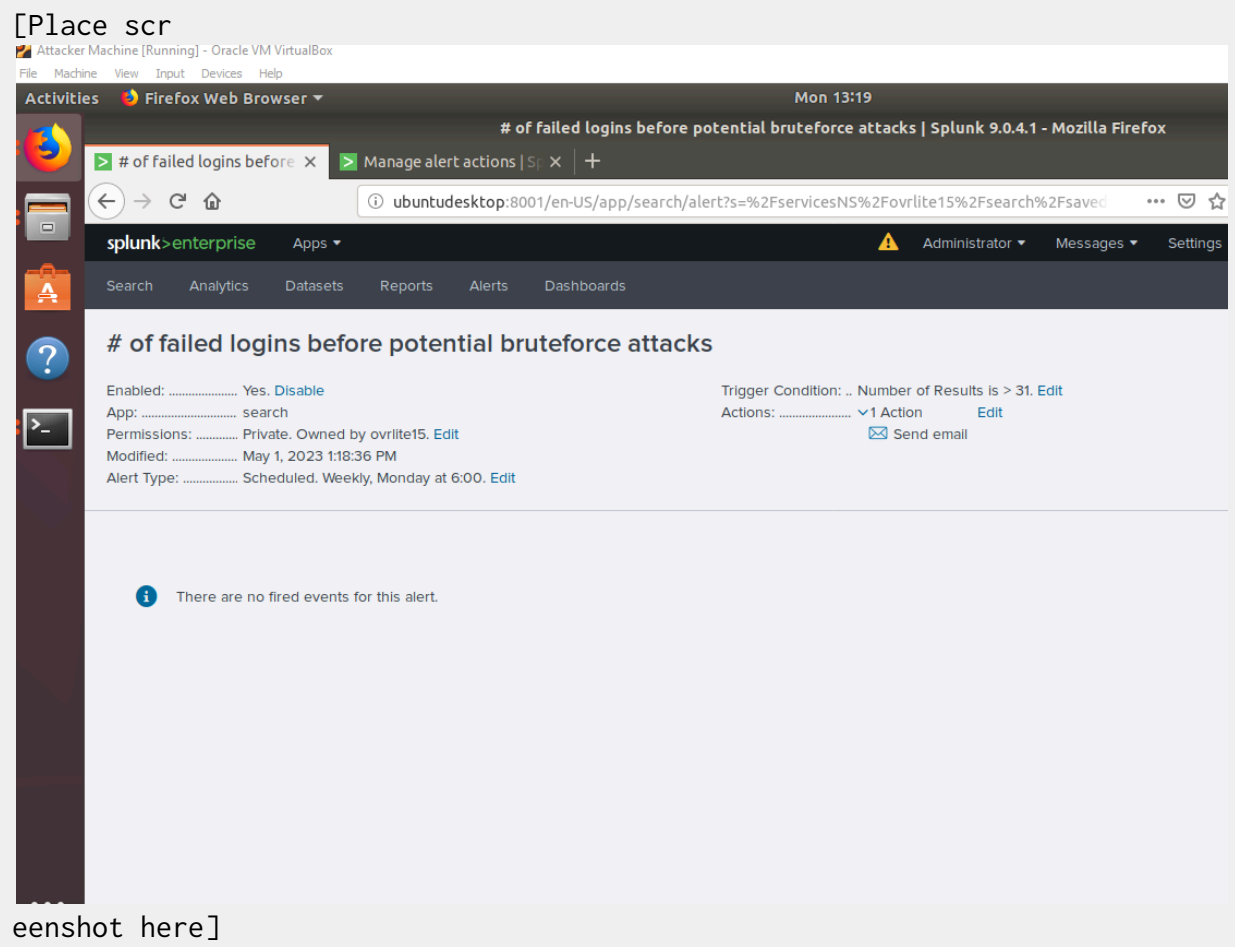 [Place scr
Attacker Machine [Running] - Oracle VM VirtualBox
File Machine View Input Devices Help
Activities Firefox Web Browser Mon 13:19
# of failed logins before potential bruteforce attacks | Splunk 9.0.4.1 - Mozilla Firefox
# of failed logins before Manage alert actions | Sp
ubuntudesktop:8001/en-US/app/search/alert?s=%2FservicesNS%2Fovrlite15%2Fsearch%2Fsaved
splunk>enterprise Apps Administrator Messages Settings
Search Analytics Datasets Reports Alerts Dashboards
# of failed logins before potential bruteforce attacks
Enabled: ..................... Yes. Disable Trigger Condition: .. Number of Results is > 31. Edit
App: ............................. search Actions: ...................... 1 Action Edit
Permissions: ............. Private. Owned by ovrlite15. Edit Send email
Modified: .................... May 1, 2023 1:18:36 PM
Alert Type: ................. Scheduled. Weekly, Monday at 6:00. Edit
There are no fired events for this alert.
eenshot here]